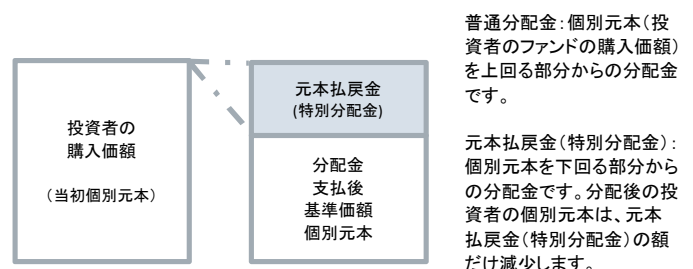 投資者の
購入価額
（当初個別元本）
元本払戻金
(特別分配金)
分配金
支払後
基準価額
個別元本
普通分配金：個別元本（投
資者のファンドの購入価額）
を上回る部分からの分配金
です。
元本払戻金（特別分配金）：
個別元本を下回る部分から
の分配金です。分配後の投
資者の個別元本は、元本
払戻金（特別分配金）の額
だけ減少します。